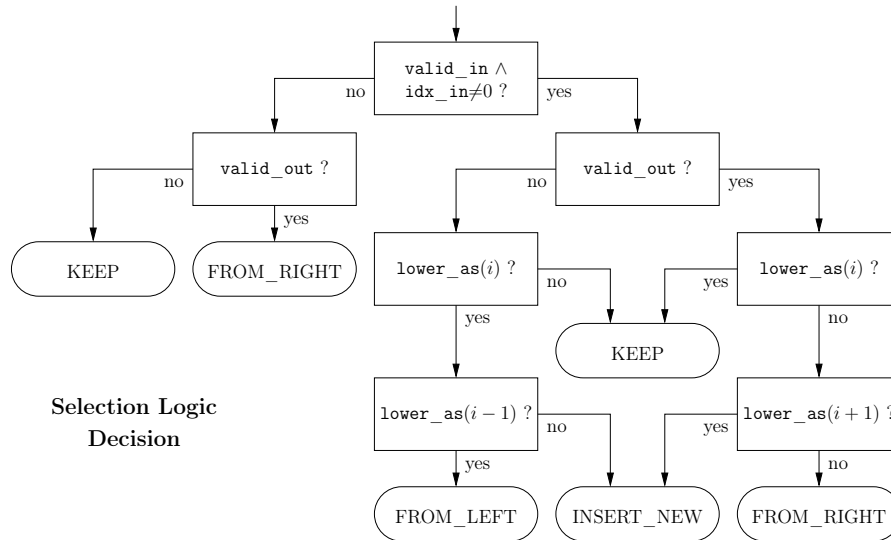 valid_in ∧
idx_in≠0 ?
no
yes
valid_out ?
valid_out ?
no
yes
no
yes
KEEP
FROM_RIGHT
lower_as(i) ?
lower_as(i) ?
no
yes
yes
no
KEEP
Selection Logic
Decision
lower_as(i − 1) ?
lower_as(i + 1) ?
no
yes
yes
no
FROM_LEFT
INSERT_NEW
FROM_RIGHT